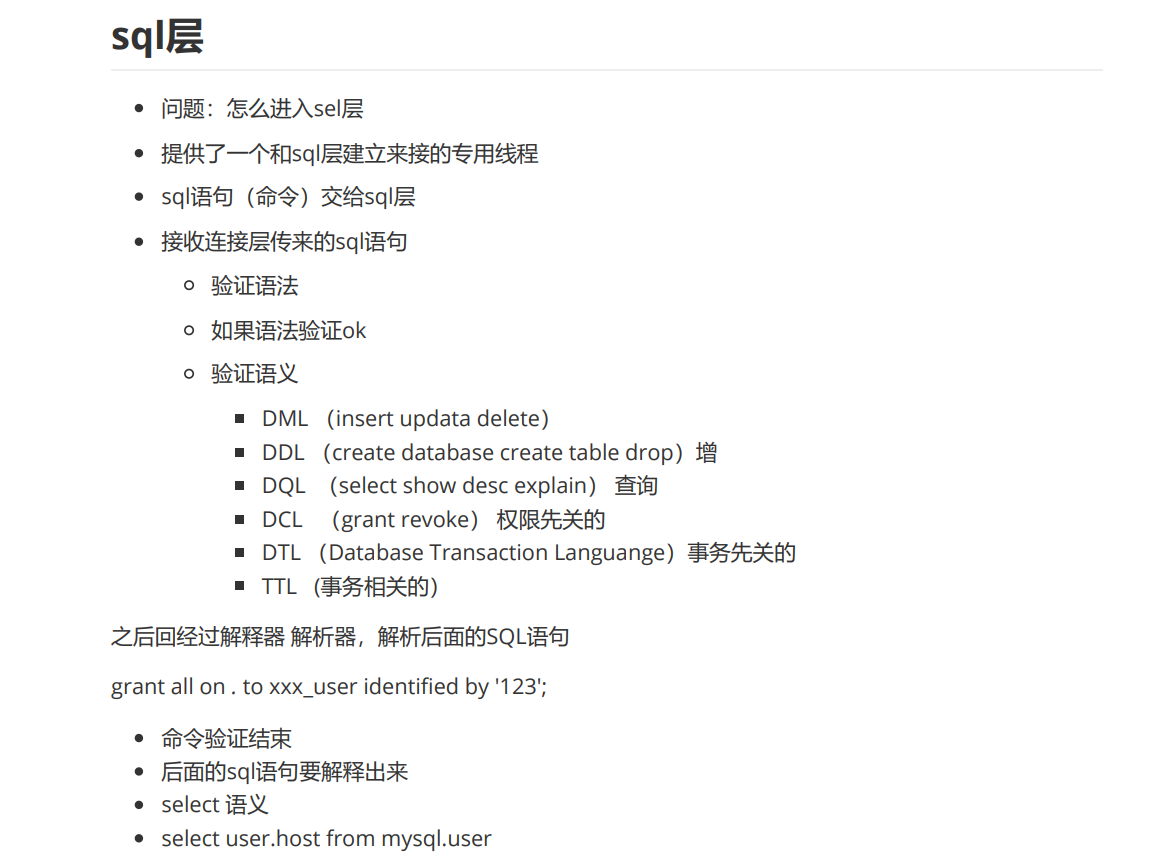 sql层
问题：怎么进入sel层
提供了一个和sql层建立来接的专用线程
sql语句（命令）交给sql层
接收连接层传来的sql语句
验证语法
如果语法验证ok
验证语义
DML （insert updata delete）
DDL （create database create table drop）增
DQL （select show desc explain） 查询
DCL （grant revoke） 权限先关的
DTL （Database Transaction Languange）事务先关的
TTL （事务相关的）
之后回经过解释器 解析器，解析后面的SQL语句
grant all on . to xxx_user identified by '123';
命令验证结束
后面的sql语句要解释出来
select 语义
select user.host from mysql.user